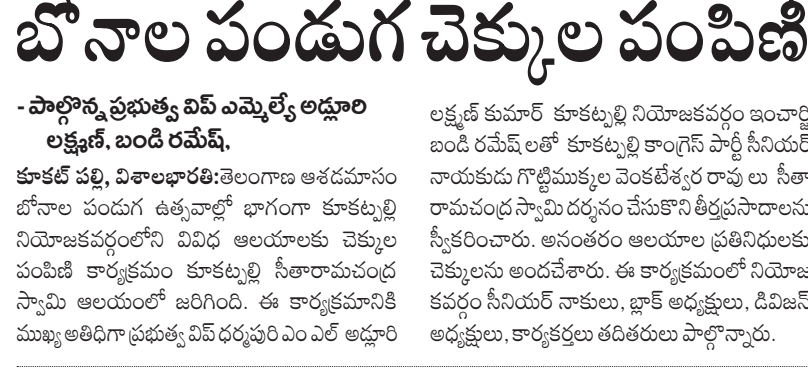 బోనాల పండుగ చెక్కుల పంపిణి
- పాల్గొన్న ప్రభుత్వ విప్ ఎమ్మెల్యే అడ్లూరి
లక్ష్మణ్, బండి రమేష్,
కూకట్ పల్లి, విశాలభారతి:తెలంగాణ ఆశడమాసం
బోనాల పండుగ ఉత్సవాల్లో భాగంగా కూకట్పల్లి
నియోజకవర్గంలోని వివిధ ఆలయాలకు చెక్కుల
పంపిణి కార్యక్రమం కూకట్పల్లి సీతారామచంద్ర
స్వామి ఆలయంలో జరిగింది. ఈ కార్యక్రమానికి
ముఖ్య అతిధిగా ప్రభుత్వ విప్ ధర్మపురి ఎం ఎల్ అడ్లూరి
లక్ష్మణ్ కుమార్ కూకట్పల్లి నియోజకవర్గం ఇంచార్జి
బండి రమేష్ లతో కూకట్పల్లి కాంగ్రెస్ పార్టీ సీనియర్
నాయకుడు గొట్టిముక్కల వెంకటేశ్వర రావు లు సీతా
రామచంద్ర స్వామి దర్శనం చేసుకొని తీర్థప్రసాదాలను
స్వీకరించారు. అనంతరం ఆలయాల ప్రతినిధులకు
చెక్కులను అందచేశారు. ఈ కార్యక్రమంలో నియోజ
కవర్గం సీనియర్ నాకులు, బ్లాక్ అధ్యక్షులు, డివిజన్
అధ్యక్షులు, కార్యకర్తలు తదితరులు పాల్గొన్నారు.